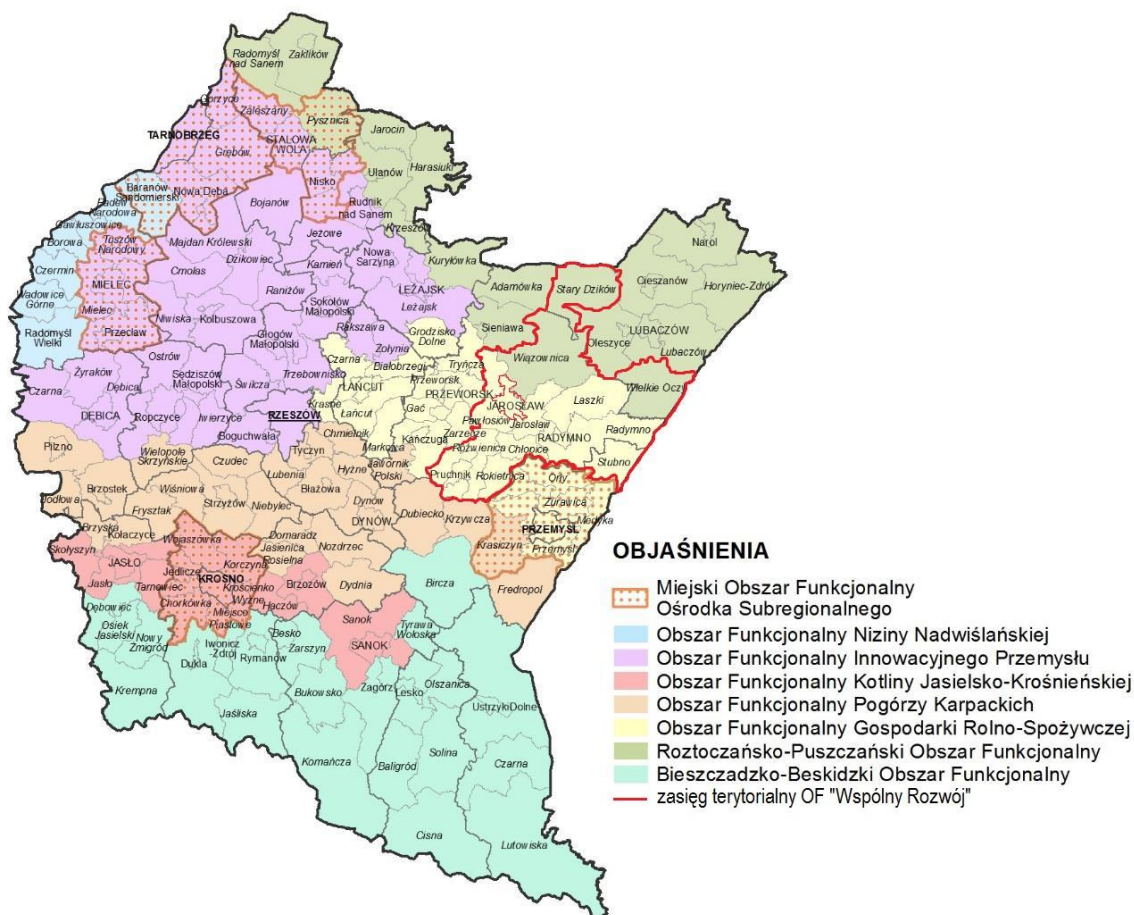 Radomyśl
nad Sanem
Zaklików
Gorzyce
Zaleszany
Pysznica
TARNOBRZEG
STALOWA
WOLA
Jarocin
Grębów
Harasiuki
Ulanów
Nisko
Baranów
Sandomierski
Nowa Dęba
Rudnik
nad Sanem
Padew
Narodowa
Bojanów
Gawłuszowice
Krzeszów
Narol
Borowa
Tuszów
Narodowy
Jeżowe
Majdan Królewski
Nowa
Sarzyna
Kuryłówka
Cieszanów
Horyniec-Zdrój
Czermin
Cmolas
Dzikowiec
Kamień
Adamówka
Stary Dzików
MIELEC
Raniżów
LEŻAJSK
Wadowice
Górne
Mielec
Niwiska
Kolbuszowa
Sokołów
Małopolski
Leżajsk
Sieniawa
Oleszyce
LUBACZÓW
Radomyśl
Wielki
Przecław
Głogów
Małopolski
Rakszawa
Grodzisko
Dolne
Wiązownica
Lubaczów
Ostrów
Żołynia
Żyraków
Sędziszów
Małopolski
Czarna
Białobrzegi
Tryńcza
Wielkie Oczy
Dębica
Świlcza
Trzebownisko
Przeworsk
Czarna
ŁAŃCUT
PRZEWORSK
JAROSŁAW
Laszki
DĘBICA
Ropczyce
Iwierzyce
RZESZÓW
Krasne
Łańcut
Gać
Pawłosiów
Jarosław
Radymno
Boguchwała
Chmielnik
Kańczuga
Zarzecze
RADYMNO
Pilzno
Wielopole
Skrzyńskie
Tyczyn
Markowa
Roźwienica
Chłopice
Stubno
Czudec
Lubenia
Hyżne
Jawornik
Polski
Pruchnik
Rokietnica
Orły
Brzostek
Wiśniowa
Błażowa
Żurawica
Jodłowa
Strzyżów
Niebylec
Dynów
Dubiecko
Krzywcza
Medyka
Frysztak
DYNÓW
PRZEMYŚL
Brzyska
Kołaczyce
Wojaszówka
Domaradz
Nozdrzec
Krasiczyn
Przemyśl
Skołyszyn
JASŁO
Jasienica
Rosielna
Jedlicze
Korczyna
Fredropol
Jasło
Tarnowiec
KROSNO
Krościenko
Wyżne
Brzozów
Dydnia
Bircza
Chorkówka
Haczów
Dębowiec
Miejsce
Piastowe
Sanok
Osiek
Jasielski
Nowy
Żmigród
Iwonicz
-Zdrój
Besko
Tyrawa
Wołoska
Dukla
Rymanów
Zarszyn
SANOK
Krempna
Bukowsko
Zagórz
Lesko
Olszanica
Jaśliska
Ustrzyki Dolne
Komańcza
Baligród
Solina
Czarna
Cisna
Lutowiska
OBJAŚNIENIA
Miejski Obszar Funkcjonalny
Ośrodka Subregionalnego
Obszar Funkcjonalny Niziny Nadwiślańskiej
Obszar Funkcjonalny Innowacyjnego Przemysłu
Obszar Funkcjonalny Kotliny Jasielsko-Krośnieńskiej
Obszar Funkcjonalny Pogórzy Karpackich
Obszar Funkcjonalny Gospodarki Rolno-Spożywczej
Roztoczańsko-Puszczański Obszar Funkcjonalny
Bieszczadzko-Beskidzki Obszar Funkcjonalny
zasięg terytorialny OF "Wspólny Rozwój"